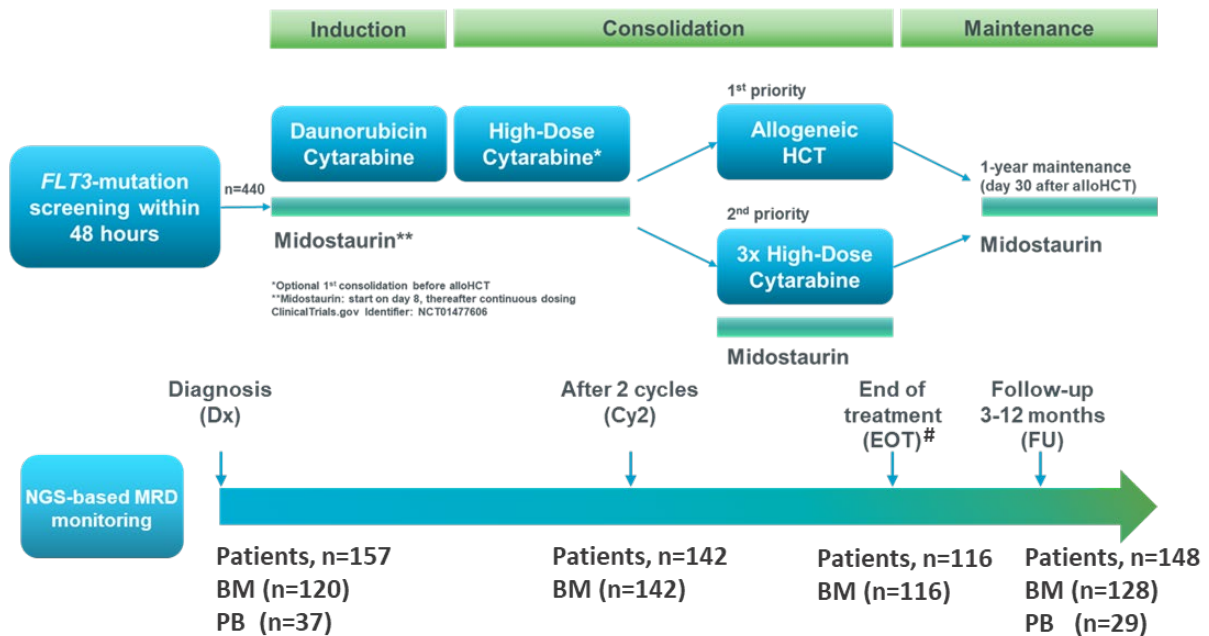 Induction
Consolidation
Maintenance
1st priority
Daunorubicin
Cytarabine
High-Dose
Cytarabine*
Allogeneic
HCT
FLT3-mutation
screening within
48 hours
n=440
1-year maintenance
(day 30 after alloHCT)
Midostaurin**
2nd priority
Midostaurin
3x High-Dose
Cytarabine
*Optional 1st consolidation before alloHCT
**Midostaurin: start on day 8, thereafter continuous dosing
ClinicalTrials.gov Identifier: NCT01477606
Midostaurin
Diagnosis
(Dx)
After 2 cycles
(Cy2)
End of
treatment
(EOT)#
Follow-up
3-12 months
(FU)
NGS-based MRD
monitoring
Patients, n=157
BM (n=120)
PB (n=37)
Patients, n=142
BM (n=142)
Patients, n=116
BM (n=116)
Patients, n=148
BM (n=128)
PB (n=29)